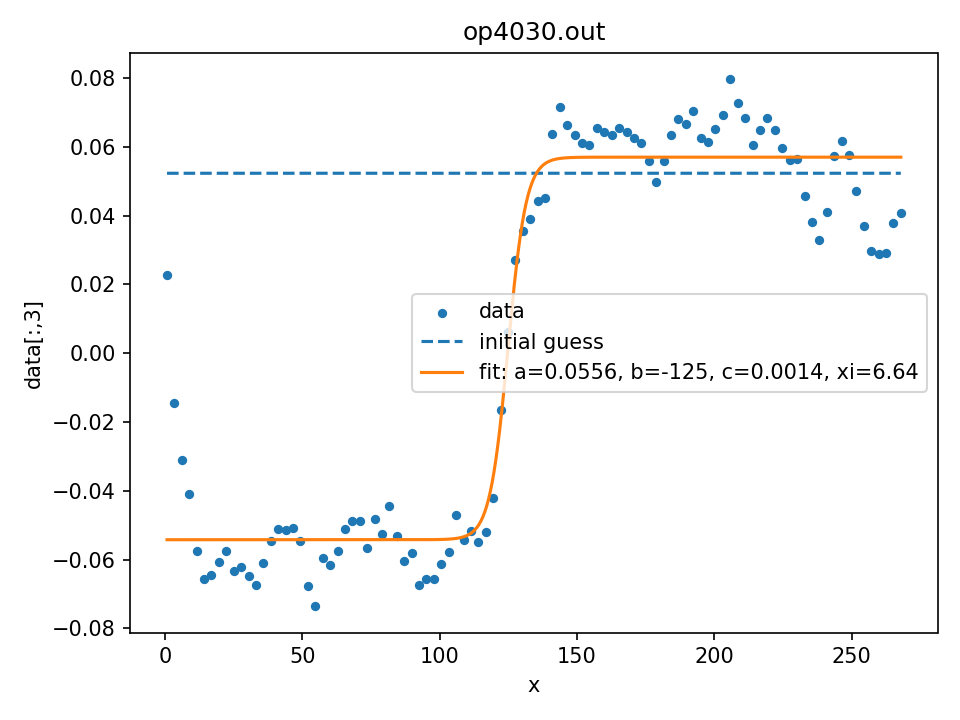 op4030.out
data[:,3]
0.08
0.06
0.04
0.02
0.00
−0.02
−0.04
−0.06
−0.08
data
initial guess
fit: a=0.0556, b=-125, c=0.0014, xi=6.64
0 50 100 150 200 250
x